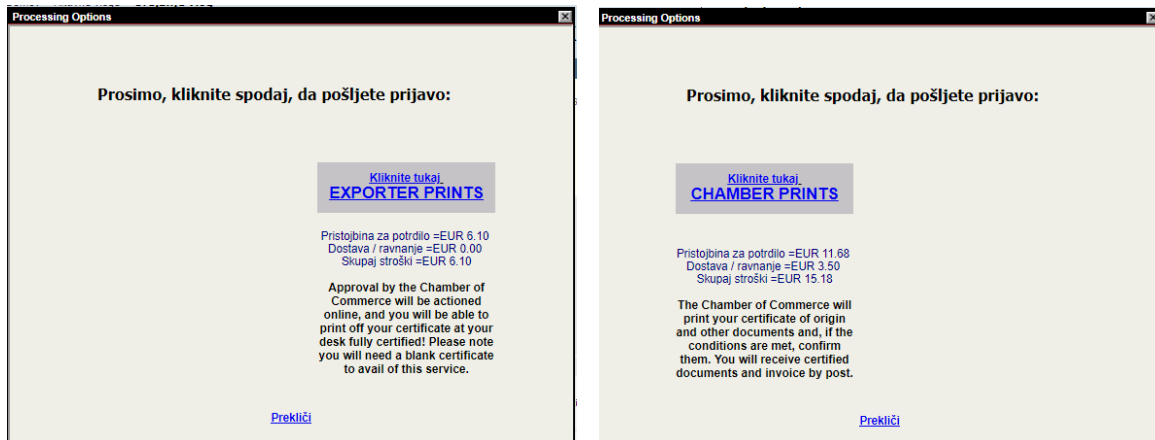 Processing Options
Prosimo, kliknite spodaj, da pošljete prijavo:
Kliknite tukaj
EXPORTER PRINTS
Pristojbina za potrdilo =EUR 6.10
Dostava / ravnanje =EUR 0.00
Skupaj stroški =EUR 6.10
Approval by the Chamber of
Commerce will be actioned
online, and you will be able to
print off your certificate at your
desk fully certified! Please note
you will need a blank certificate
to avail of this service.
Prekliči
Processing Options
Prosimo, kliknite spodaj, da pošljete prijavo:
Kliknite tukaj
CHAMBER PRINTS
Pristojbina za potrdilo =EUR 11.68
Dostava / ravnanje =EUR 3.50
Skupaj stroški =EUR 15.18
The Chamber of Commerce will
print your certificate of origin
and other documents and, if the
conditions are met, confirm
them. You will receive certified
documents and invoice by post.
Prekliči